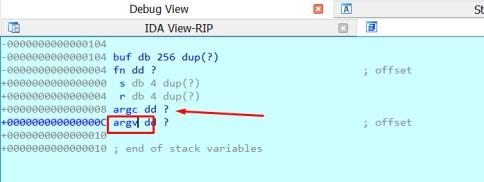 Debug View
St
IDA View-RIP
-0000000000000104
-0000000000000104 buf db 256 dup(?)
-0000000000000004 fn dd ? ; offset
+0000000000000000 s db 4 dup(?)
+0000000000000004 r db 4 dup(?)
+0000000000000008 argc dd ?
+000000000000000C argv dd ? ; offset
+0000000000000010
+0000000000000010 ; end of stack variables